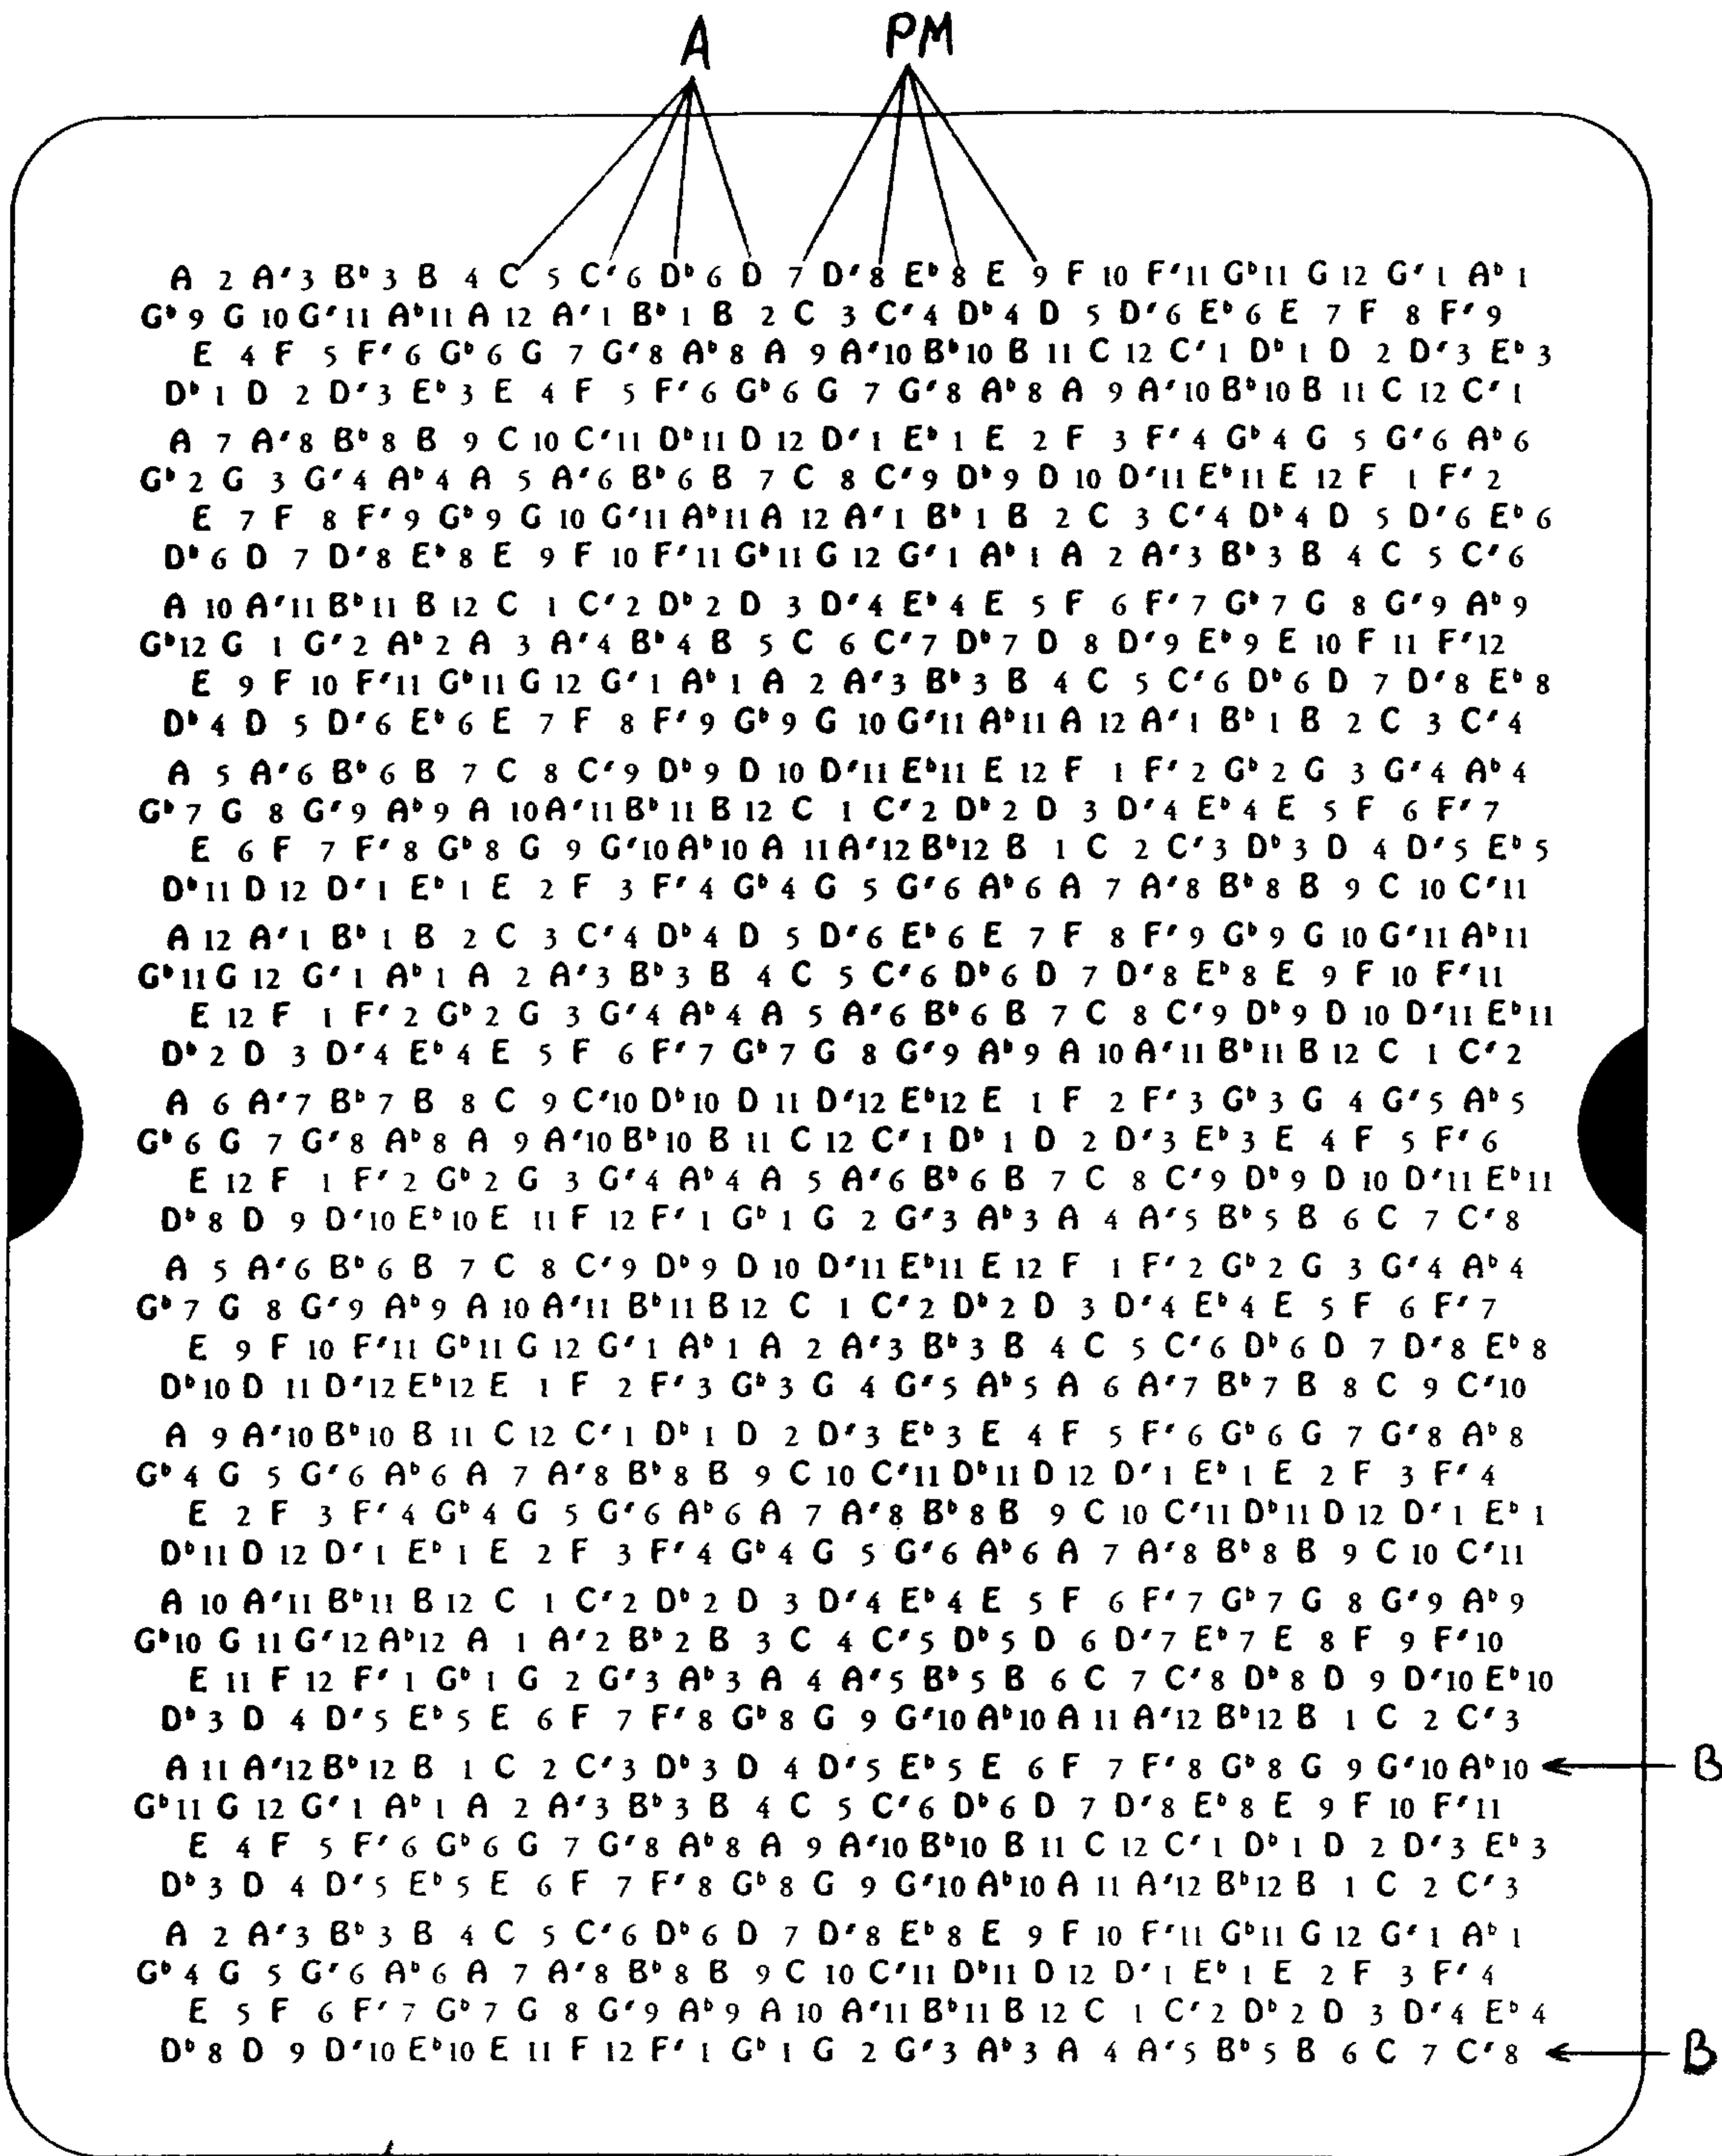 A PM
A 2 A' 3 B♭ 3 B 4 C 5 C' 6 D♭ 6 D 7 D' 8 E♭ 8 E 9 F 10 F' 11 G♭ 11 G 12 G' 1 A♭ 1
G♭ 9 G 10 G' 11 A♭ 11 A 12 A' 1 B♭ 1 B 2 C 3 C' 4 D♭ 4 D 5 D' 6 E♭ 6 E 7 F 8 F' 9
E 4 F 5 F' 6 G♭ 6 G 7 G' 8 A♭ 8 A 9 A' 10 B♭ 10 B 11 C 12 C' 1 D♭ 1 D 2 D' 3 E♭ 3
D♭ 1 D 2 D' 3 E♭ 3 E 4 F 5 F' 6 G♭ 6 G 7 G' 8 A♭ 8 A 9 A' 10 B♭ 10 B 11 C 12 C' 1
A 7 A' 8 B♭ 8 B 9 C 10 C' 11 D♭ 11 D 12 D' 1 E♭ 1 E 2 F 3 F' 4 G♭ 4 G 5 G' 6 A♭ 6
G♭ 2 G 3 G' 4 A♭ 4 A 5 A' 6 B♭ 6 B 7 C 8 C' 9 D♭ 9 D 10 D' 11 E♭ 11 E 12 F 1 F' 2
E 7 F 8 F' 9 G♭ 9 G 10 G' 11 A♭ 11 A 12 A' 1 B♭ 1 B 2 C 3 C' 4 D♭ 4 D 5 D' 6 E♭ 6
D♭ 6 D 7 D' 8 E♭ 8 E 9 F 10 F' 11 G♭ 11 G 12 G' 1 A♭ 1 A 2 A' 3 B♭ 3 B 4 C 5 C' 6
A 10 A' 11 B♭ 11 B 12 C 1 C' 2 D♭ 2 D 3 D' 4 E♭ 4 E 5 F 6 F' 7 G♭ 7 G 8 G' 9 A♭ 9
G♭ 12 G 1 G' 2 A♭ 2 A 3 A' 4 B♭ 4 B 5 C 6 C' 7 D♭ 7 D 8 D' 9 E♭ 9 E 10 F 11 F' 12
E 9 F 10 F' 11 G♭ 11 G 12 G' 1 A♭ 1 A 2 A' 3 B♭ 3 B 4 C 5 C' 6 D♭ 6 D 7 D' 8 E♭ 8
D♭ 4 D 5 D' 6 E♭ 6 E 7 F 8 F' 9 G♭ 9 G 10 G' 11 A♭ 11 A 12 A' 1 B♭ 1 B 2 C 3 C' 4
A 5 A' 6 B♭ 6 B 7 C 8 C' 9 D♭ 9 D 10 D' 11 E♭ 11 E 12 F 1 F' 2 G♭ 2 G 3 G' 4 A♭ 4
G♭ 7 G 8 G' 9 A♭ 9 A 10 A' 11 B♭ 11 B 12 C 1 C' 2 D♭ 2 D 3 D' 4 E♭ 4 E 5 F 6 F' 7
E 6 F 7 F' 8 G♭ 8 G 9 G' 10 A♭ 10 A 11 A' 12 B♭ 12 B 1 C 2 C' 3 D♭ 3 D 4 D' 5 E♭ 5
D♭ 11 D 12 D' 1 E♭ 1 E 2 F 3 F' 4 G♭ 4 G 5 G' 6 A♭ 6 A 7 A' 8 B♭ 8 B 9 C 10 C' 11
A 12 A' 1 B♭ 1 B 2 C 3 C' 4 D♭ 4 D 5 D' 6 E♭ 6 E 7 F 8 F' 9 G♭ 9 G 10 G' 11 A♭ 11
G♭ 11 G 12 G' 1 A♭ 1 A 2 A' 3 B♭ 3 B 4 C 5 C' 6 D♭ 6 D 7 D' 8 E♭ 8 E 9 F 10 F' 11
E 12 F 1 F' 2 G♭ 2 G 3 G' 4 A♭ 4 A 5 A' 6 B♭ 6 B 7 C 8 C' 9 D♭ 9 D 10 D' 11 E♭ 11
D♭ 2 D 3 D' 4 E♭ 4 E 5 F 6 F' 7 G♭ 7 G 8 G' 9 A♭ 9 A 10 A' 11 B♭ 11 B 12 C 1 C' 2
A 6 A' 7 B♭ 7 B 8 C 9 C' 10 D♭ 10 D 11 D' 12 E♭ 12 E 1 F 2 F' 3 G♭ 3 G 4 G' 5 A♭ 5
G♭ 6 G 7 G' 8 A♭ 8 A 9 A' 10 B♭ 10 B 11 C 12 C' 1 D♭ 1 D 2 D' 3 E♭ 3 E 4 F 5 F' 6
E 12 F 1 F' 2 G♭ 2 G 3 G' 4 A♭ 4 A 5 A' 6 B♭ 6 B 7 C 8 C' 9 D♭ 9 D 10 D' 11 E♭ 11
D♭ 8 D 9 D' 10 E♭ 10 E 11 F 12 F' 1 G♭ 1 G 2 G' 3 A♭ 3 A 4 A' 5 B♭ 5 B 6 C 7 C' 8
A 5 A' 6 B♭ 6 B 7 C 8 C' 9 D♭ 9 D 10 D' 11 E♭ 11 E 12 F 1 F' 2 G♭ 2 G 3 G' 4 A♭ 4
G♭ 7 G 8 G' 9 A♭ 9 A 10 A' 11 B♭ 11 B 12 C 1 C' 2 D♭ 2 D 3 D' 4 E♭ 4 E 5 F 6 F' 7
E 9 F 10 F' 11 G♭ 11 G 12 G' 1 A♭ 1 A 2 A' 3 B♭ 3 B 4 C 5 C' 6 D♭ 6 D 7 D' 8 E♭ 8
D♭ 10 D 11 D' 12 E♭ 12 E 1 F 2 F' 3 G♭ 3 G 4 G' 5 A♭ 5 A 6 A' 7 B♭ 7 B 8 C 9 C' 10
A 9 A' 10 B♭ 10 B 11 C 12 C' 1 D♭ 1 D 2 D' 3 E♭ 3 E 4 F 5 F' 6 G♭ 6 G 7 G' 8 A♭ 8
G♭ 4 G 5 G' 6 A♭ 6 A 7 A' 8 B♭ 8 B 9 C 10 C' 11 D♭ 11 D 12 D' 1 E♭ 1 E 2 F 3 F' 4
E 2 F 3 F' 4 G♭ 4 G 5 G' 6 A♭ 6 A 7 A' 8 B♭ 8 B 9 C 10 C' 11 D♭ 11 D 12 D' 1 E♭ 1
D♭ 11 D 12 D' 1 E♭ 1 E 2 F 3 F' 4 G♭ 4 G 5 G' 6 A♭ 6 A 7 A' 8 B♭ 8 B 9 C 10 C' 11
A 10 A' 11 B♭ 11 B 12 C 1 C' 2 D♭ 2 D 3 D' 4 E♭ 4 E 5 F 6 F' 7 G♭ 7 G 8 G' 9 A♭ 9
G♭ 10 G 11 G' 12 A♭ 12 A 1 A' 2 B♭ 2 B 3 C 4 C' 5 D♭ 5 D 6 D' 7 E♭ 7 E 8 F 9 F' 10
E 11 F 12 F' 1 G♭ 1 G 2 G' 3 A♭ 3 A 4 A' 5 B♭ 5 B 6 C 7 C' 8 D♭ 8 D 9 D' 10 E♭ 10
D♭ 3 D 4 D' 5 E♭ 5 E 6 F 7 F' 8 G♭ 8 G 9 G' 10 A♭ 10 A 11 A' 12 B♭ 12 B 1 C 2 C' 3
A 11 A' 12 B♭ 12 B 1 C 2 C' 3 D♭ 3 D 4 D' 5 E♭ 5 E 6 F 7 F' 8 G♭ 8 G 9 G' 10 A♭ 10 B
G♭ 11 G 12 G' 1 A♭ 1 A 2 A' 3 B♭ 3 B 4 C 5 C' 6 D♭ 6 D 7 D' 8 E♭ 8 E 9 F 10 F' 11
E 4 F 5 F' 6 G♭ 6 G 7 G' 8 A♭ 8 A 9 A' 10 B♭ 10 B 11 C 12 C' 1 D♭ 1 D 2 D' 3 E♭ 3
D♭ 3 D 4 D' 5 E♭ 5 E 6 F 7 F' 8 G♭ 8 G 9 G' 10 A♭ 10 A 11 A' 12 B♭ 12 B 1 C 2 C' 3
A 2 A' 3 B♭ 3 B 4 C 5 C' 6 D♭ 6 D 7 D' 8 E♭ 8 E 9 F 10 F' 11 G♭ 11 G 12 G' 1 A♭ 1
G♭ 4 G 5 G' 6 A♭ 6 A 7 A' 8 B♭ 8 B 9 C 10 C' 11 D♭ 11 D 12 D' 1 E♭ 1 E 2 F 3 F' 4
E 5 F 6 F' 7 G♭ 7 G 8 G' 9 A♭ 9 A 10 A' 11 B♭ 11 B 12 C 1 C' 2 D♭ 2 D 3 D' 4 E♭ 4
D♭ 8 D 9 D' 10 E♭ 10 E 11 F 12 F' 1 G♭ 1 G 2 G' 3 A♭ 3 A 4 A' 5 B♭ 5 B 6 C 7 C' 8 B